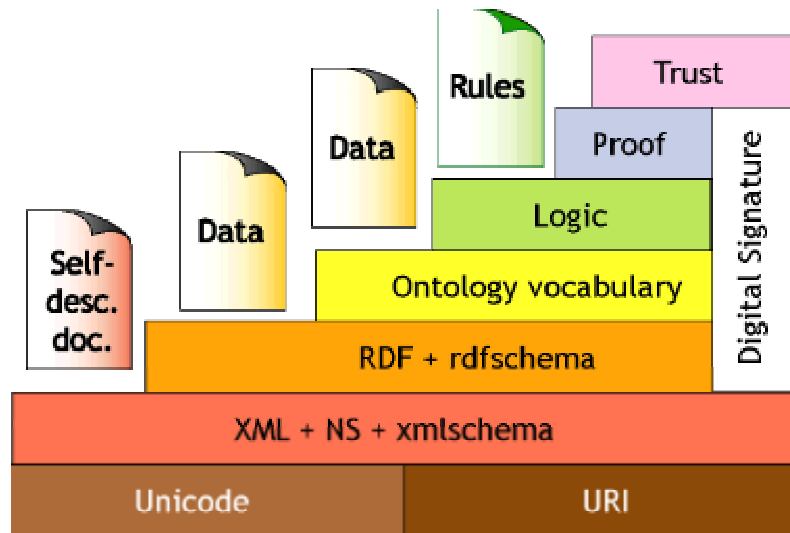 Rules
Trust
Data
Proof
Data
Logic
Digital Signature
Self-
desc.
doc.
Ontology vocabulary
RDF + rdfschema
XML + NS + xmlschema
Unicode
URI